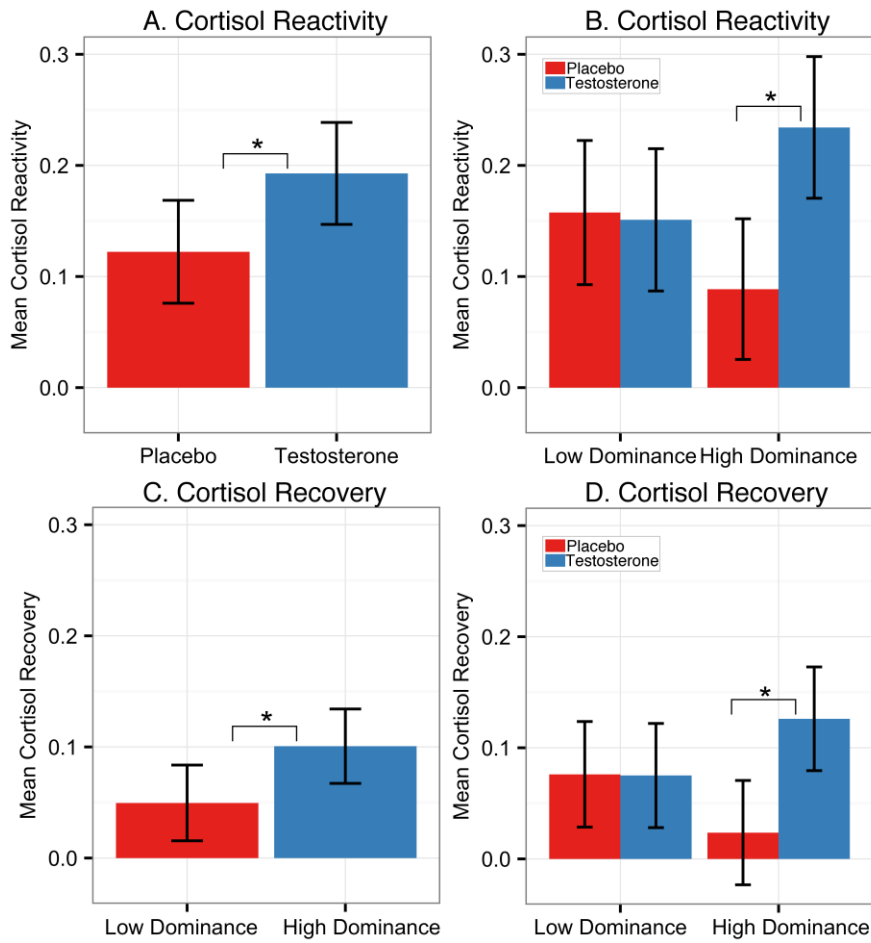 A. Cortisol Reactivity
Mean Cortisol Reactivity
0.3
0.2
0.1
0.0
*
Placebo
Testosterone
B. Cortisol Reactivity
Mean Cortisol Reactivity
0.3
0.2
0.1
0.0
Placebo
Testosterone
*
Low Dominance
High Dominance
C. Cortisol Recovery
Mean Cortisol Recovery
0.3
0.2
0.1
0.0
*
Low Dominance
High Dominance
D. Cortisol Recovery
Mean Cortisol Recovery
0.3
0.2
0.1
0.0
Placebo
Testosterone
*
Low Dominance
High Dominance